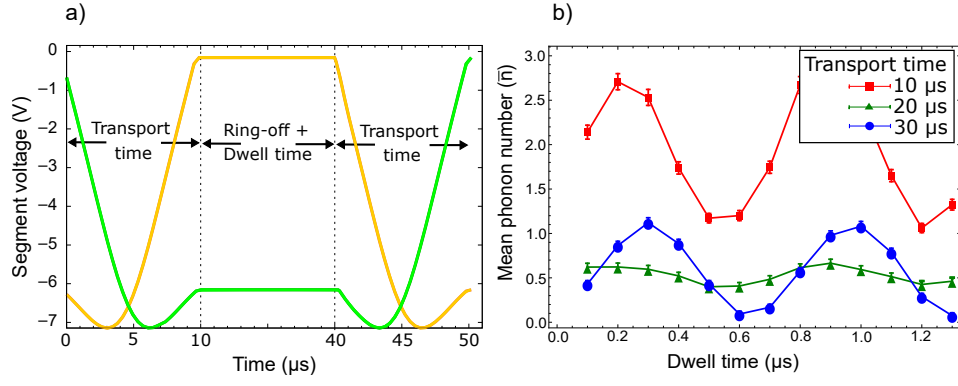 a)
Segment voltage (V)
0
−1
−2
−3
−4
−5
−6
−7
Transport
time
Ring-off +
Dwell time
Transport
time
0
5
10
40
45
50
Time (μs)
b)
Mean phonon number (n̅)
3.0
2.5
2.0
1.5
1.0
0.5
0.0
Transport time
10 μs
20 μs
30 μs
0.2
0.4
0.6
0.8
1.0
1.2
Dwell time (μs)